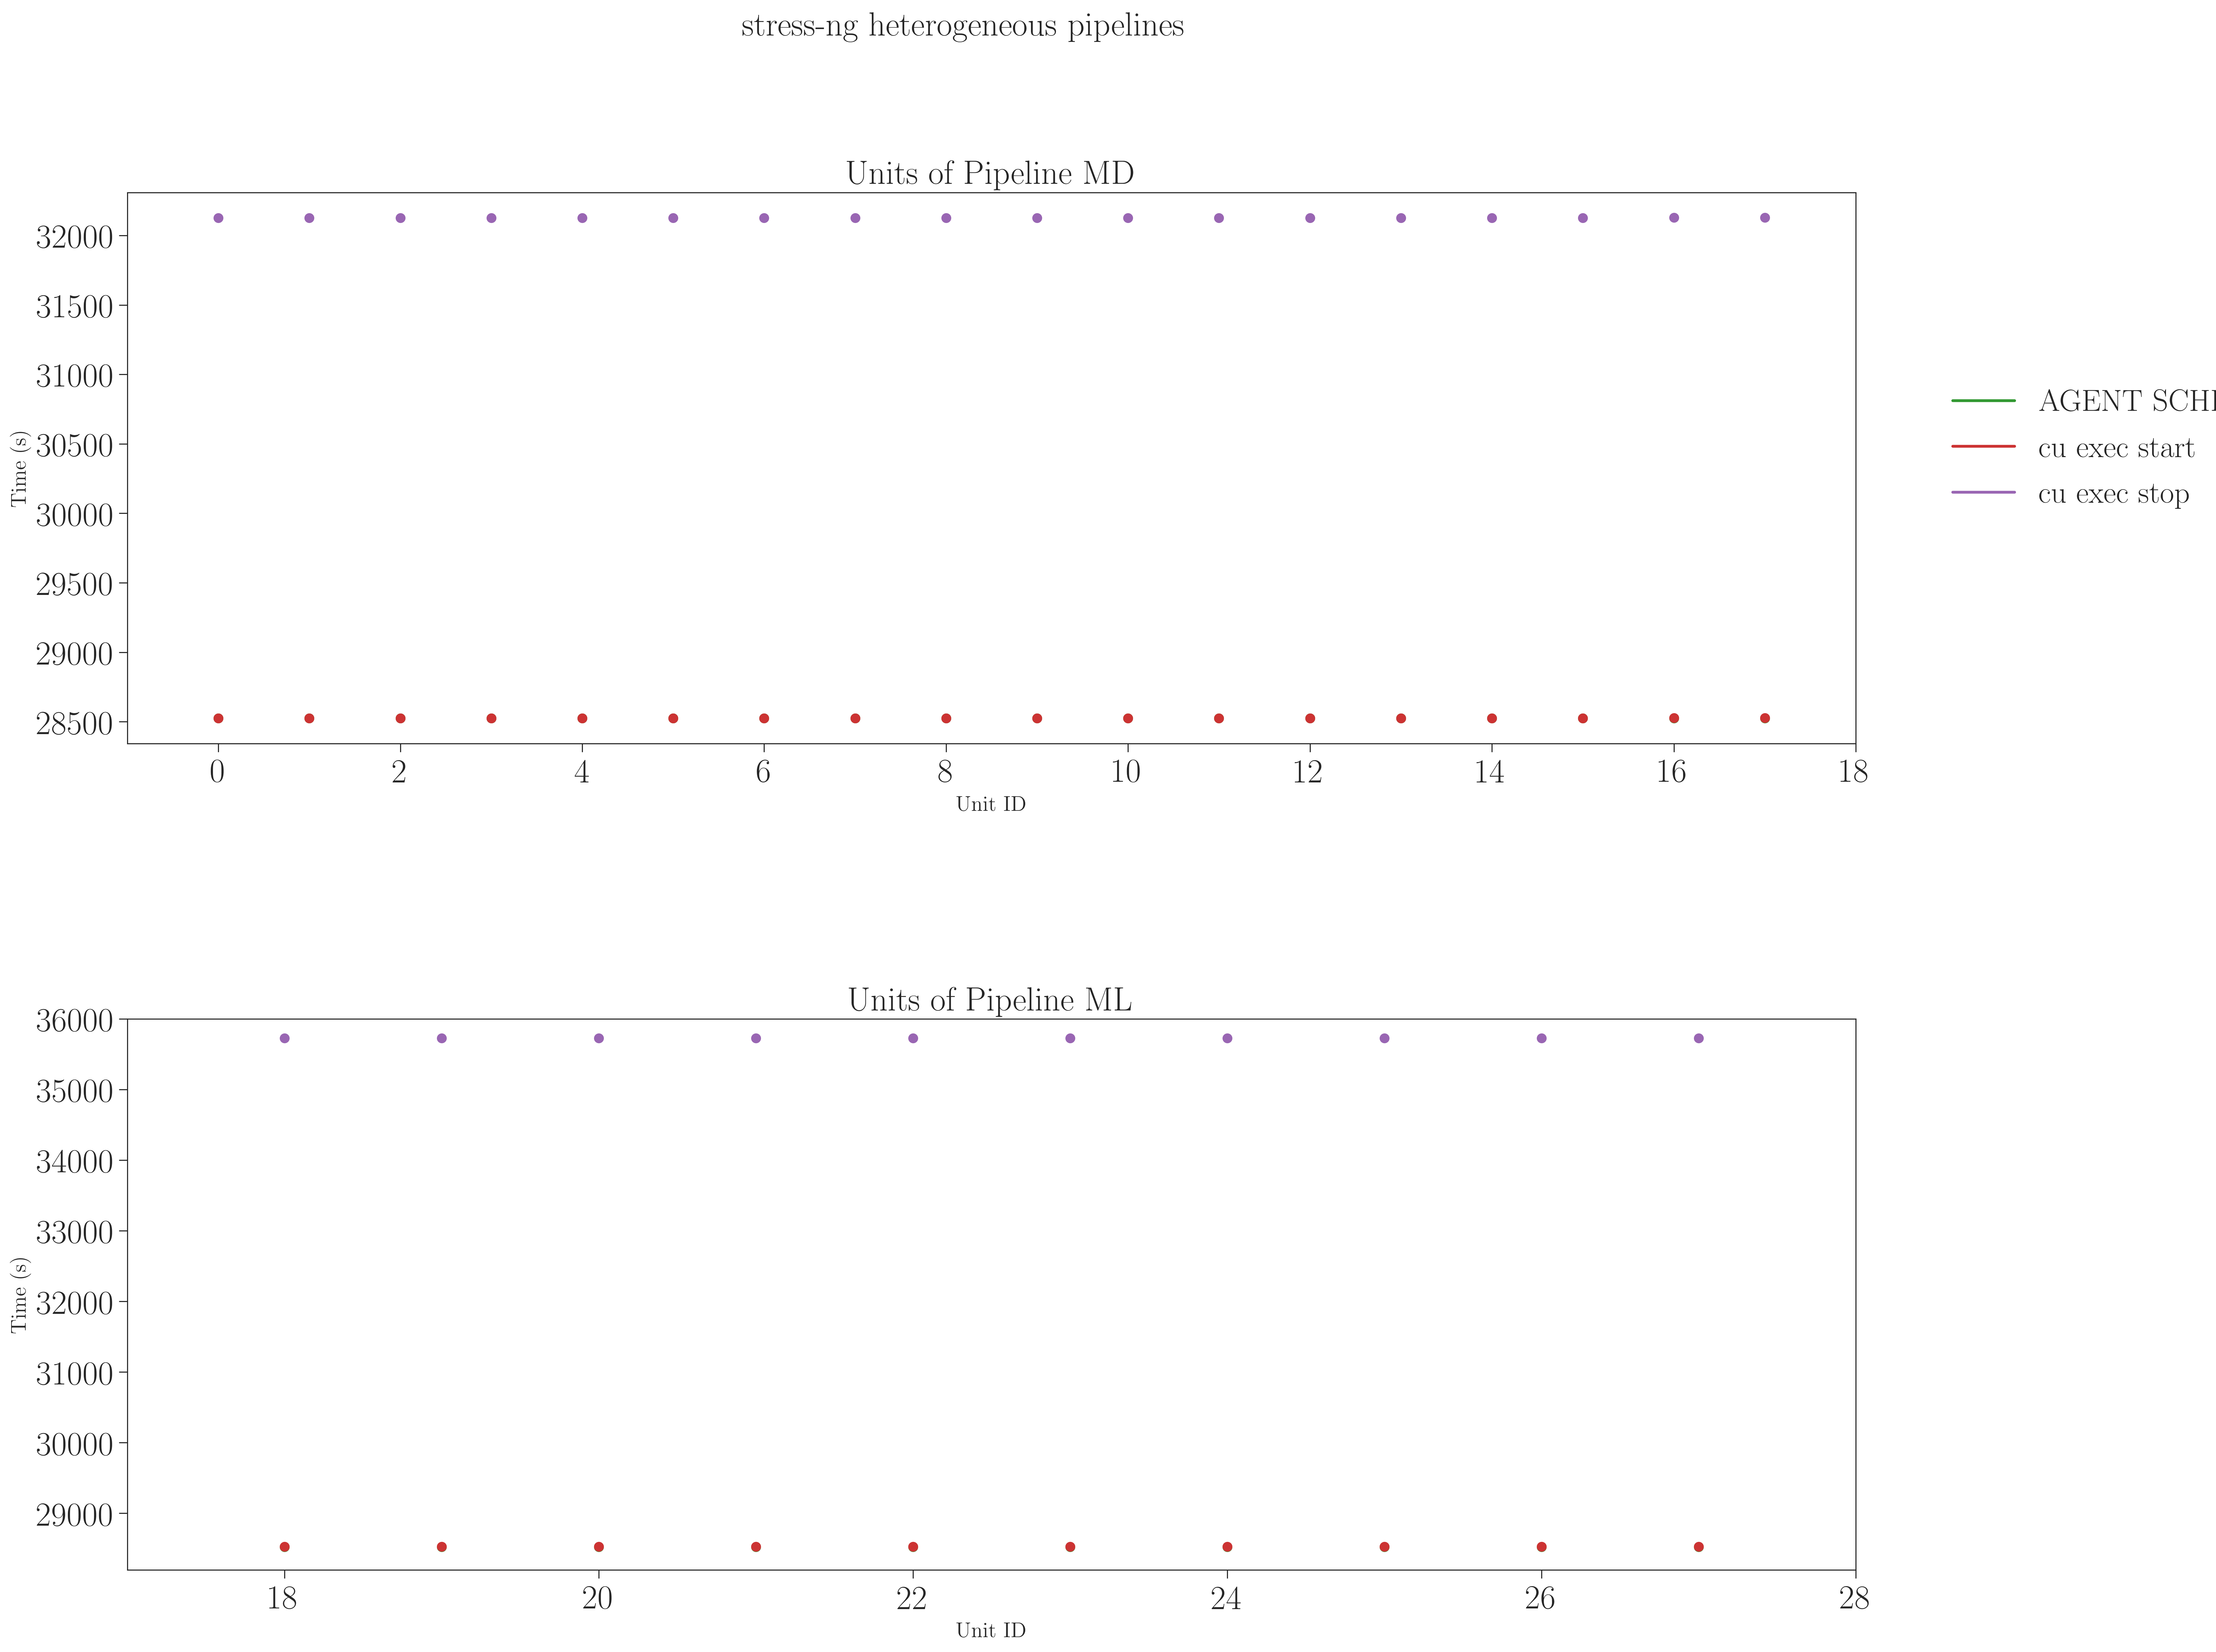 stress-ng heterogeneous pipelines
Units of Pipeline MD
32000
31500
31000
30500
30000
29500
29000
28500
Time (s)
0 2 4 6 8 10 12 14 16 18
Unit ID
AGENT
cu exec start
cu exec stop
Units of Pipeline ML
36000
35000
34000
33000
32000
31000
30000
29000
Time (s)
18 20 22 24 26 28
Unit ID